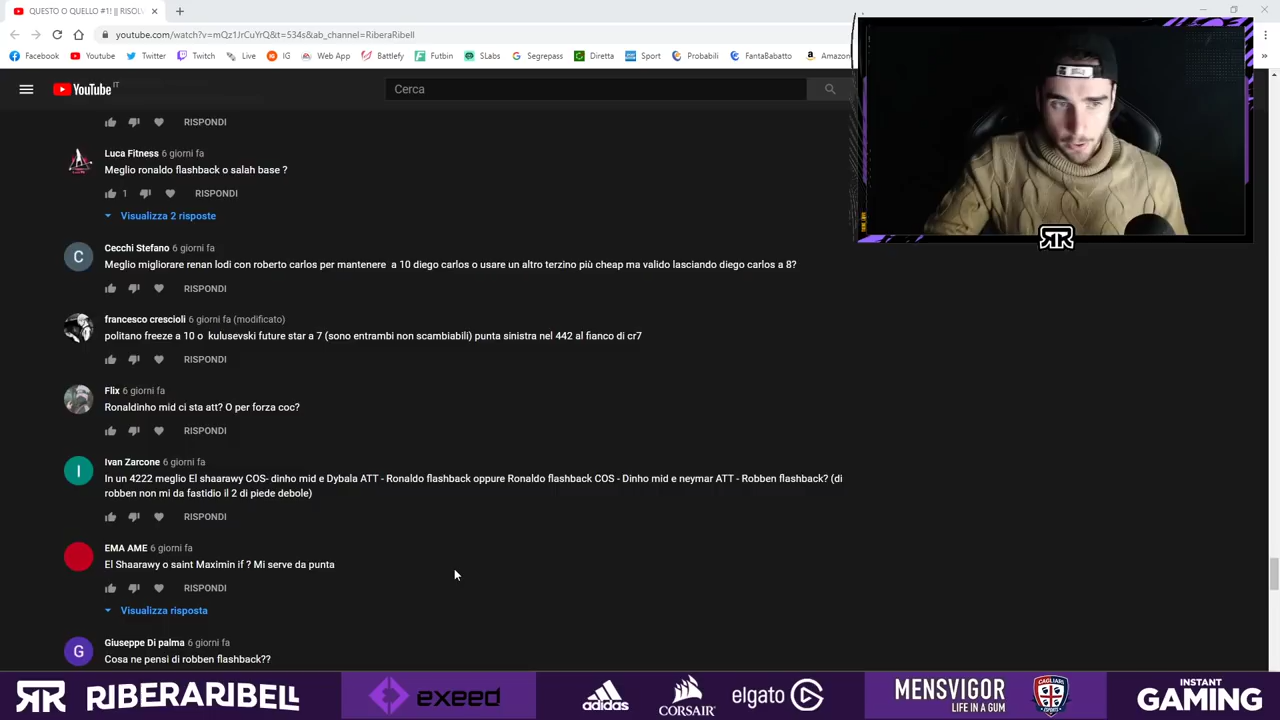 QUESTO O QUELLO #1! || RISOLV
youtube.com/watch?v=mQz1JrCuYrQ&t=534s&ab_channel=RiberaRibell
Facebook Youtube Twitter Twitch Live IG Web App Battlefy Futbin SLabs Segrepass Diretta Sport Probabili FantaBabatto Amazon
YouTube IT
Cerca
RISPONDI
Luca Fitness 6 giorni fa
Meglio ronaldo flashback o salah base ?
1 RISPONDI
Visualizza 2 risposte
C
Cecchi Stefano 6 giorni fa
Meglio migliorare renan lodi con roberto carlos per mantenere a 10 diego carlos o usare un altro terzino più cheap ma valido lasciando diego carlos a 8?
RISPONDI
francesco crescioli 6 giorni fa (modificato)
politano freeze a 10 o kulusevski future star a 7 (sono entrambi non scambiabili) punta sinistra nel 442 al fianco di cr7
RISPONDI
Flix 6 giorni fa
Ronaldinho mid ci sta att? O per forza coc?
RISPONDI
I
Ivan Zarcone 6 giorni fa
In un 4222 meglio El shaarawy COS- dinho mid e Dybala ATT - Ronaldo flashback oppure Ronaldo flashback COS - Dinho mid e neymar ATT - Robben flashback? (di
robben non mi da fastidio il 2 di piede debole)
RISPONDI
EMA AME 6 giorni fa
El Shaarawy o saint Maximin if ? Mi serve da punta
RISPONDI
Visualizza risposta
G
Giuseppe Di palma 6 giorni fa
Cosa ne pensi di robben flashback??
RR RIBERARIBELL
exeed
adidas
CORSAIR
elgato
MENSVIGOR
LIFE IN A GUM
CAGLIARI
ESPORTS
INSTANT
GAMING